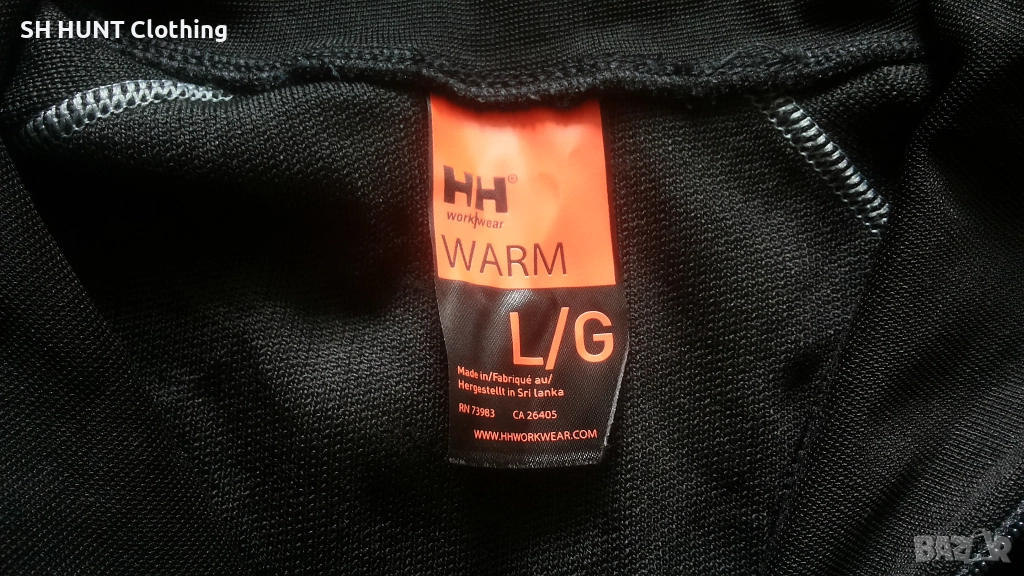 SH HUNT Clothing
HH®
workwear
WARM
L/G
Made in/Fabriqué au/
Hergestellt in Sri lanka
RN 73983 CA 26405
WWW.HHWORKWEAR.COM
BAZAR